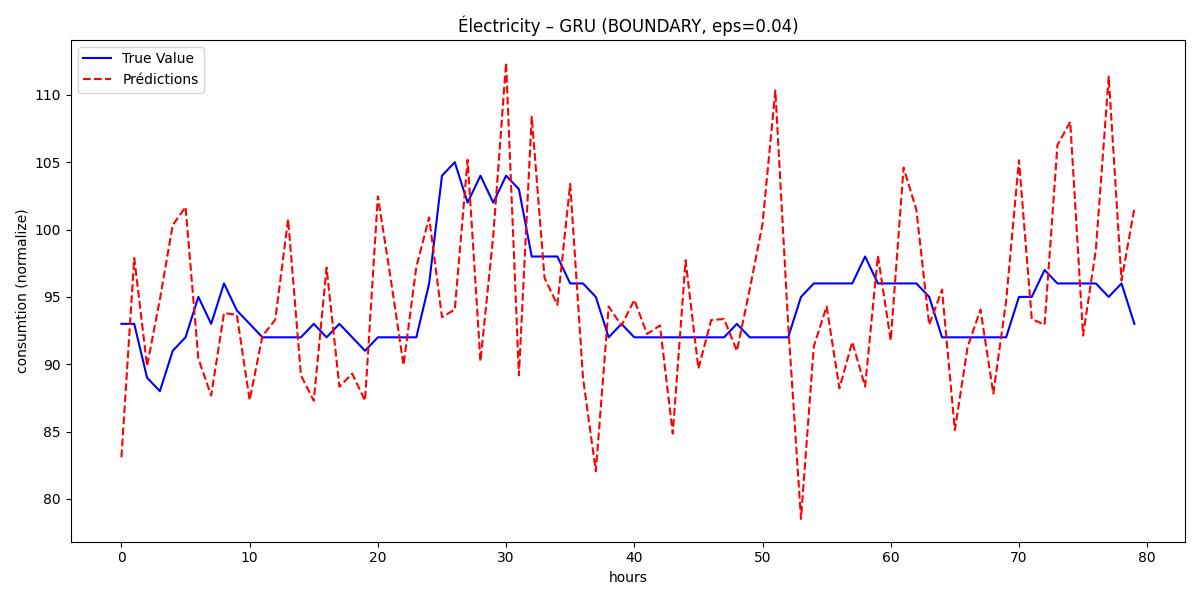 Électricity – GRU (BOUNDARY, eps=0.04)
True Value
Prédictions
consumtion (normalize)
110
105
100
95
90
85
80
0 10 20 30 40 50 60 70 80
hours